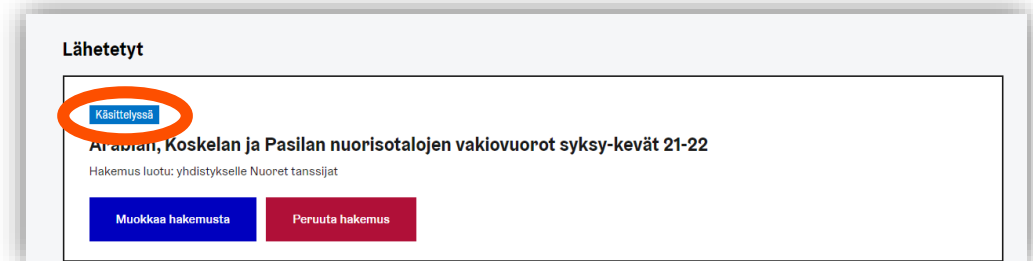 Lähetetyt
Käsittelyssä
Arabian, Koskelan ja Pasilan nuorisotalojen vakiovuorot syksy-kevät 21-22
Hakemus luotu: yhdistykselle Nuoret tanssijat
Muokkaa hakemusta Peruuta hakemus